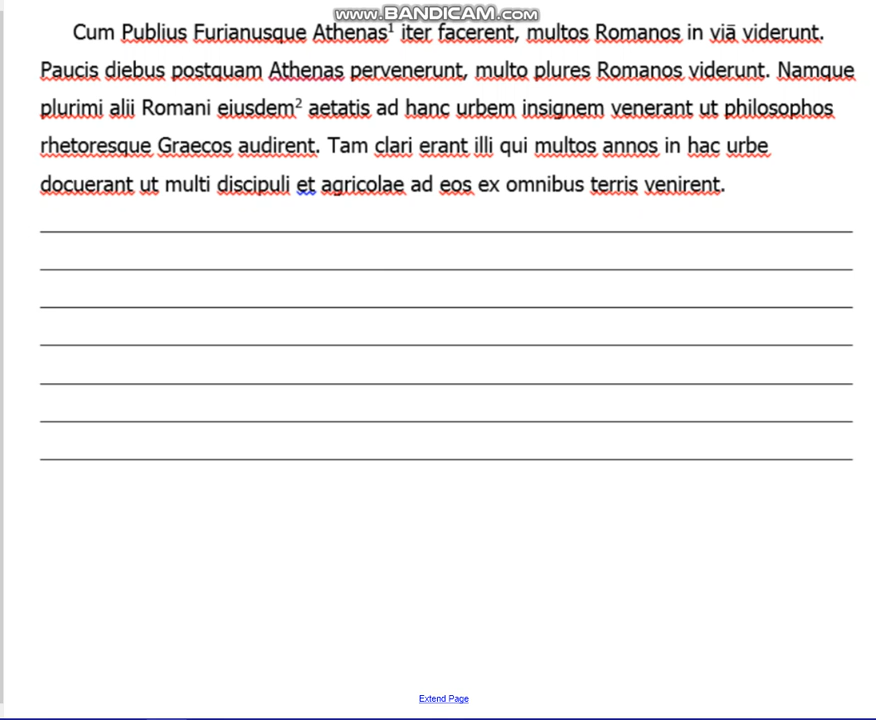 www.BANDICAM.com
Cum Publius Furianusque Athenas¹ iter facerent, multos Romanos in viā viderunt.
Paucis diebus postquam Athenas pervenerunt, multo plures Romanos viderunt. Namque
plurimi alii Romani eiusdem² aetatis ad hanc urbem insignem venerant ut philosophos
rhetoresque Graecos audirent. Tam clari erant illi qui multos annos in hac urbe
docuerant ut multi discipuli et agricolae ad eos ex omnibus terris venirent.
Extend Page